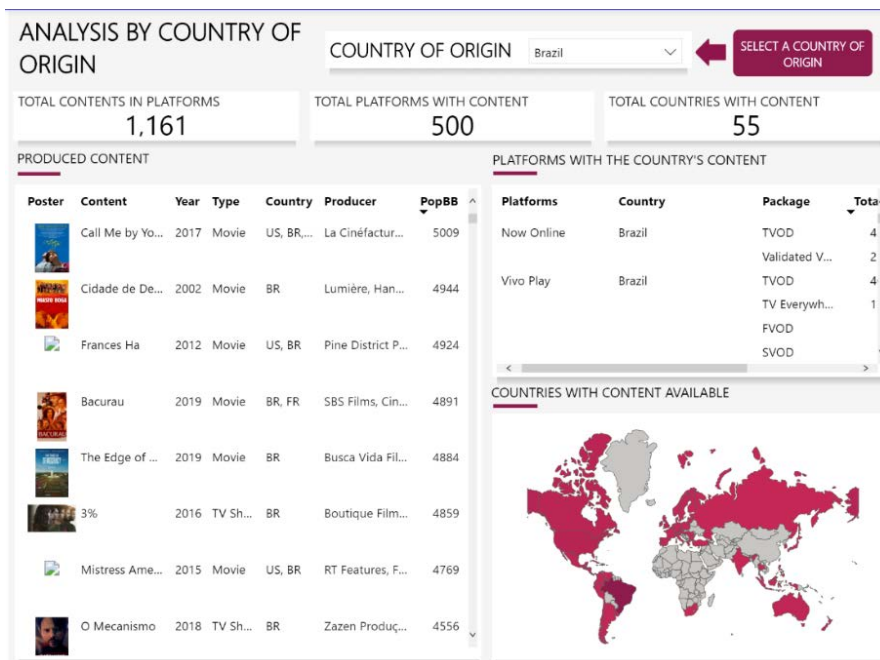 ANALYSIS BY COUNTRY OF
ORIGIN
COUNTRY OF ORIGIN Brazil
SELECT A COUNTRY OF
ORIGIN
TOTAL CONTENTS IN PLATFORMS
1,161
TOTAL PLATFORMS WITH CONTENT
500
TOTAL COUNTRIES WITH CONTENT
55
PRODUCED CONTENT
Poster Content Year Type Country Producer PopBB
Call Me by Yo... 2017 Movie US, BR,... La Cinéfactur... 5009
Cidade de De... 2002 Movie BR Lumière, Han... 4944
Frances Ha 2012 Movie US, BR Pine District P... 4924
Bacurau 2019 Movie BR, FR SBS Films, Cin... 4891
BACURAU
The Edge of ... 2019 Movie BR Busca Vida Fil... 4884
3% 2016 TV Sh... BR Boutique Film... 4859
Mistress Ame... 2015 Movie US, BR RT Features, F... 4769
O Mecanismo 2018 TV Sh... BR Zazen Produç... 4556
PLATFORMS WITH THE COUNTRY'S CONTENT
Platforms Country Package Tota
Now Online Brazil TVOD 4
Validated V... 2
Vivo Play Brazil TVOD 4
TV Everywh... 1
FVOD
SVOD
COUNTRIES WITH CONTENT AVAILABLE